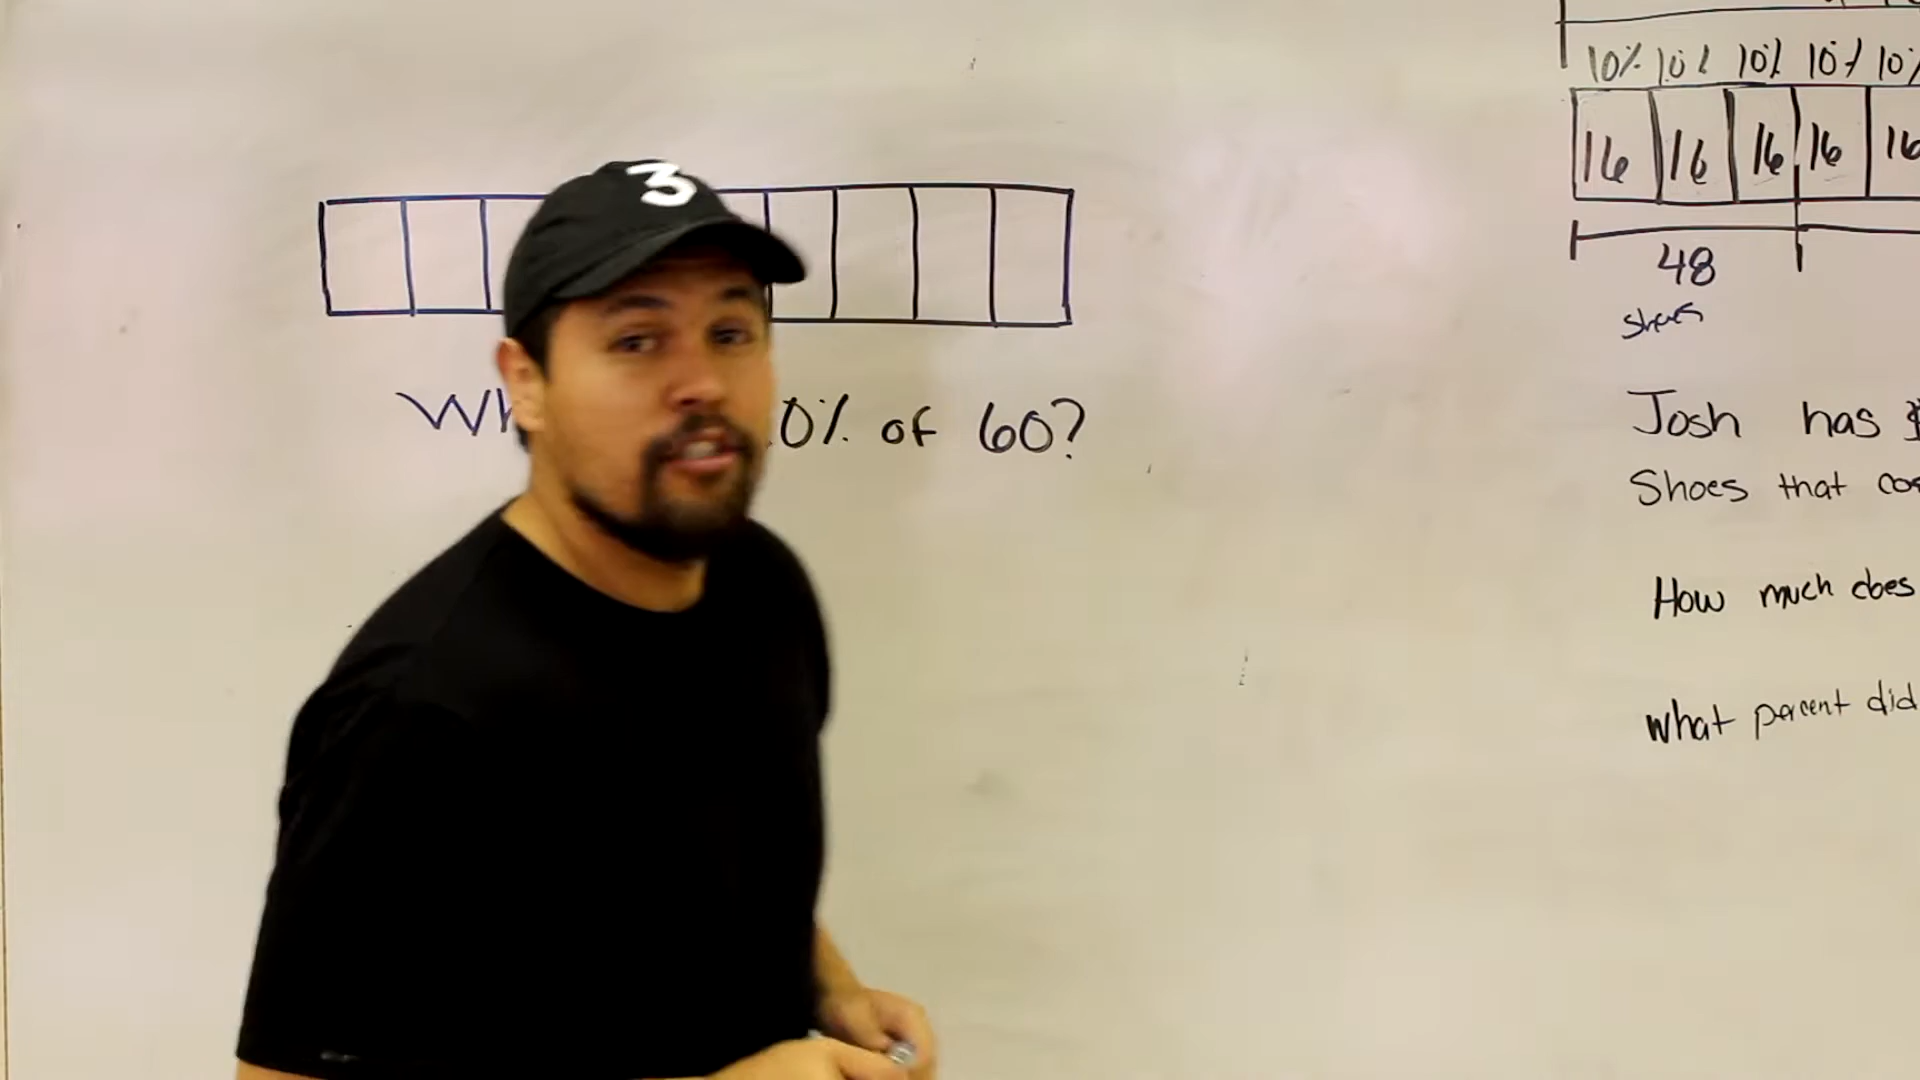 3
Wh 0% of 60?
10% 10% 10% 10% 10%
16 16 16 16 16
48
shoes
Josh has $
Shoes that cos
How much does
what percent did